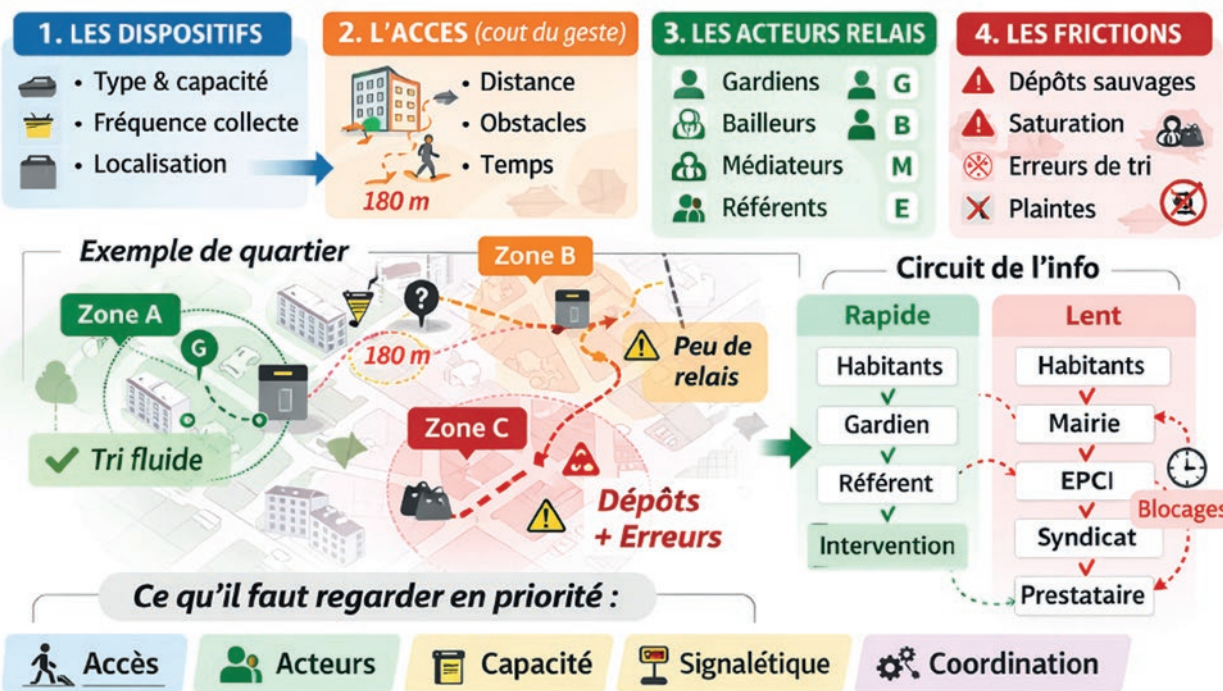 1. LES DISPOSITIFS
• Type & capacité
• Fréquence collecte
• Localisation
2. L'ACCES (cout du geste)
• Distance
• Obstacles
• Temps
180 m
3. LES ACTEURS RELAIS
Gardiens G
Bailleurs B
Médiateurs M
Référents E
4. LES FRICTIONS
Dépôts sauvages
Saturation
Erreurs de tri
Plaintes
Exemple de quartier
Zone A
G
Tri fluide
?
180 m
Zone B
Peu de
relais
Zone C
Dépôts
+ Erreurs
Circuit de l'info
Rapide
Habitants
Gardien
Référent
Intervention
Lent
Habitants
Mairie
EPCI
Syndicat
Prestataire
Blocages
Ce qu'il faut regarder en priorité :
Accès
Acteurs
Capacité
Signalétique
Coordination